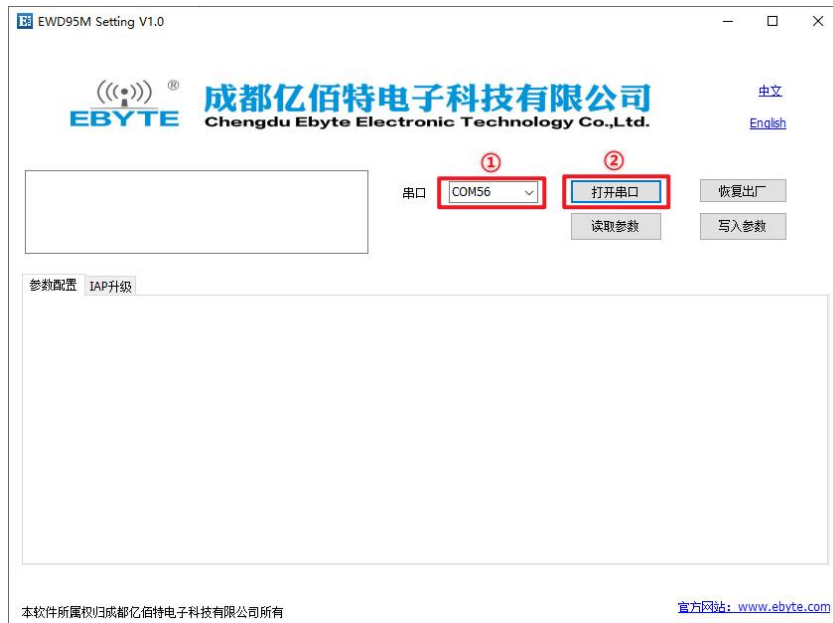 EWD95M Setting V1.0
((•)) ®
EBYTE
成都亿佰特电子科技有限公司
Chengdu Ebyte Electronic Technology Co.,Ltd.
中文
English
① ②
串口 COM56 打开串口 恢复出厂
读取参数 写入参数
参数配置 IAP升级
本软件所属权归成都亿佰特电子科技有限公司所有
官方网站：www.ebyte.com